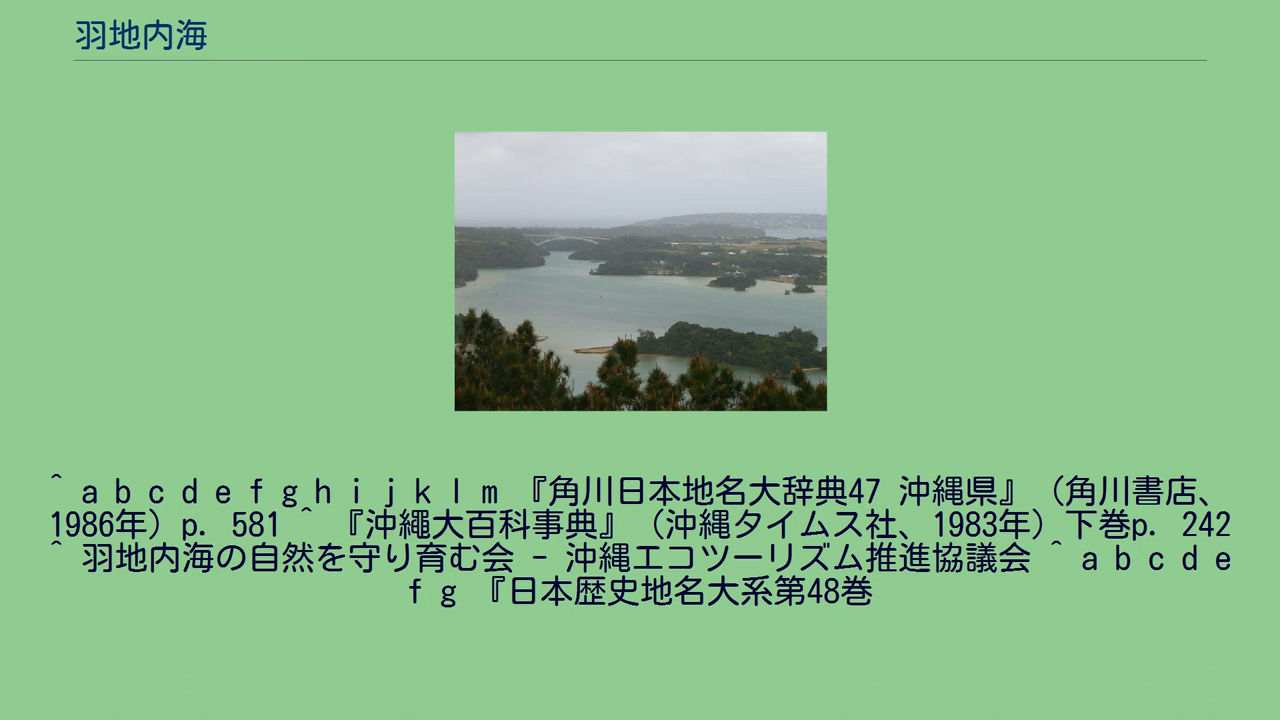 羽地内海
^ a b c d e f g h i j k l m 『角川日本地名大辞典47 沖縄県』（角川書店、
1986年）p. 581 ^ 『沖繩大百科事典』（沖縄タイムス社、1983年）下巻p. 242
^ 羽地内海の自然を守り育む会 - 沖縄エコツーリズム推進協議会 ^ a b c d e
f g 『日本歴史地名大系第48巻